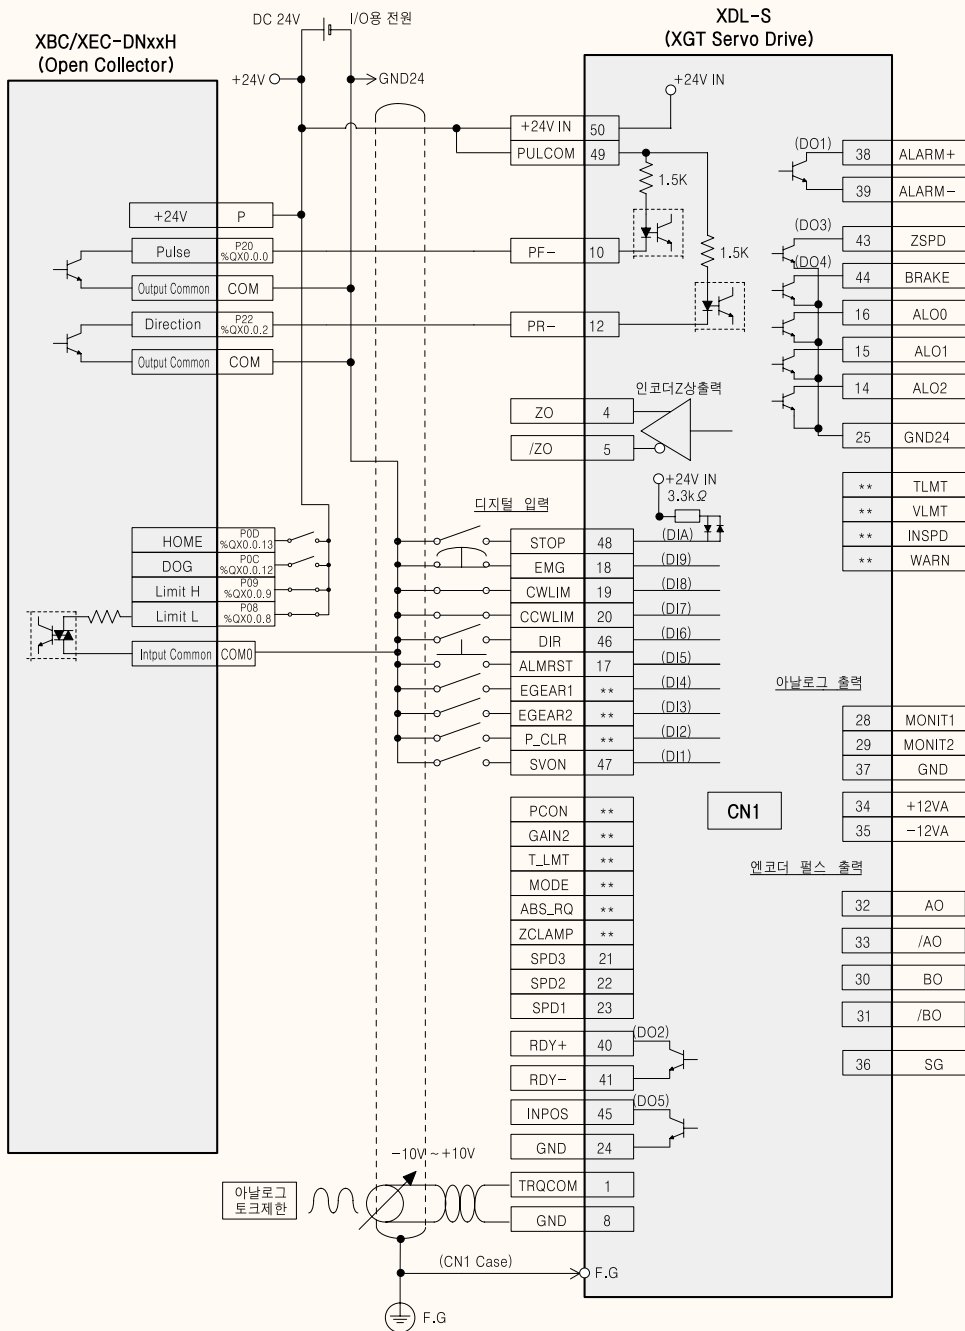 DC 24V
I/O용 전원
XBC/XEC-DNxxH
(Open Collector)
XDL-S
(XGT Servo Drive)
+24V
GND24
+24V IN
+24V IN 50
PULCOM 49
1.5K
1.5K
+24V P
Pulse P20 %QX0.0.0
Output Common COM
Direction P22 %QX0.0.2
Output Common COM
PF- 10
PR- 12
(DO1)
38 ALARM+
39 ALARM-
(DO3)
43 ZSPD
(DO4)
44 BRAKE
16 ALO0
15 ALO1
14 ALO2
25 GND24
** TLMT
** VLMT
** INSPD
** WARN
인코더Z상출력
ZO 4
/ZO 5
+24V IN
3.3kΩ
디지털 입력
HOME P0D %QX0.0.13
DOG P0C %QX0.0.12
Limit H P09 %QX0.0.9
Limit L P08 %QX0.0.8
Intput Common COM0
STOP 48 (DIA)
EMG 18 (DI9)
CWLIM 19 (DI8)
CCWLIM 20 (DI7)
DIR 46 (DI6)
ALMRST 17 (DI5)
EGEAR1 ** (DI4)
EGEAR2 ** (DI3)
P_CLR ** (DI2)
SVON 47 (DI1)
PCON **
GAIN2 **
T_LMT **
MODE **
ABS_RQ **
ZCLAMP **
SPD3 21
SPD2 22
SPD1 23
RDY+ 40 (DO2)
RDY- 41
INPOS 45 (DO5)
GND 24
TRQCOM 1
GND 8
CN1
아날로그 출력
28 MONIT1
29 MONIT2
37 GND
34 +12VA
35 -12VA
엔코더 펄스 출력
32 AO
33 /AO
30 BO
31 /BO
36 SG
-10V ~ +10V
아날로그
토크제한
(CN1 Case)
F.G
F.G